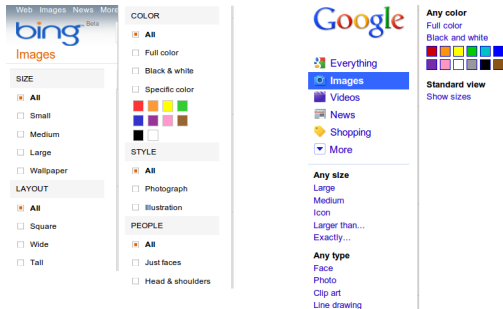 Web Images News More
bing Beta
Images
SIZE
All
Small
Medium
Large
Wallpaper
LAYOUT
All
Square
Wide
Tall
COLOR
All
Full color
Black & white
Specific color
STYLE
All
Photograph
Illustration
PEOPLE
All
Just faces
Head & shoulders
Google
Everything
Images
Videos
News
Shopping
More
Any size
Large
Medium
Icon
Larger than...
Exactly...
Any type
Face
Photo
Clip art
Line drawing
Any color
Full color
Black and white
Standard view
Show sizes